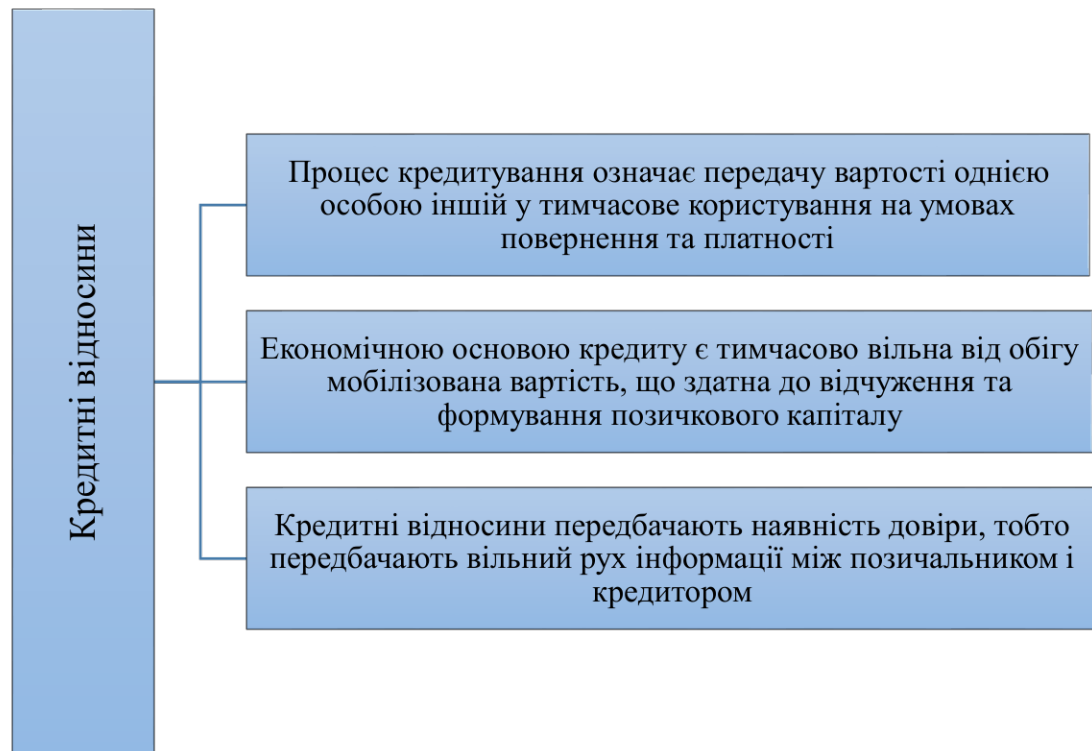 Кредитні відносини
Процес кредитування означає передачу вартості однією
особою іншій у тимчасове користування на умовах
повернення та платності
Економічною основою кредиту є тимчасово вільна від обігу
мобілізована вартість, що здатна до відчуження та
формування позичкового капіталу
Кредитні відносини передбачають наявність довіри, тобто
передбачають вільний рух інформації між позичальником і
кредитором